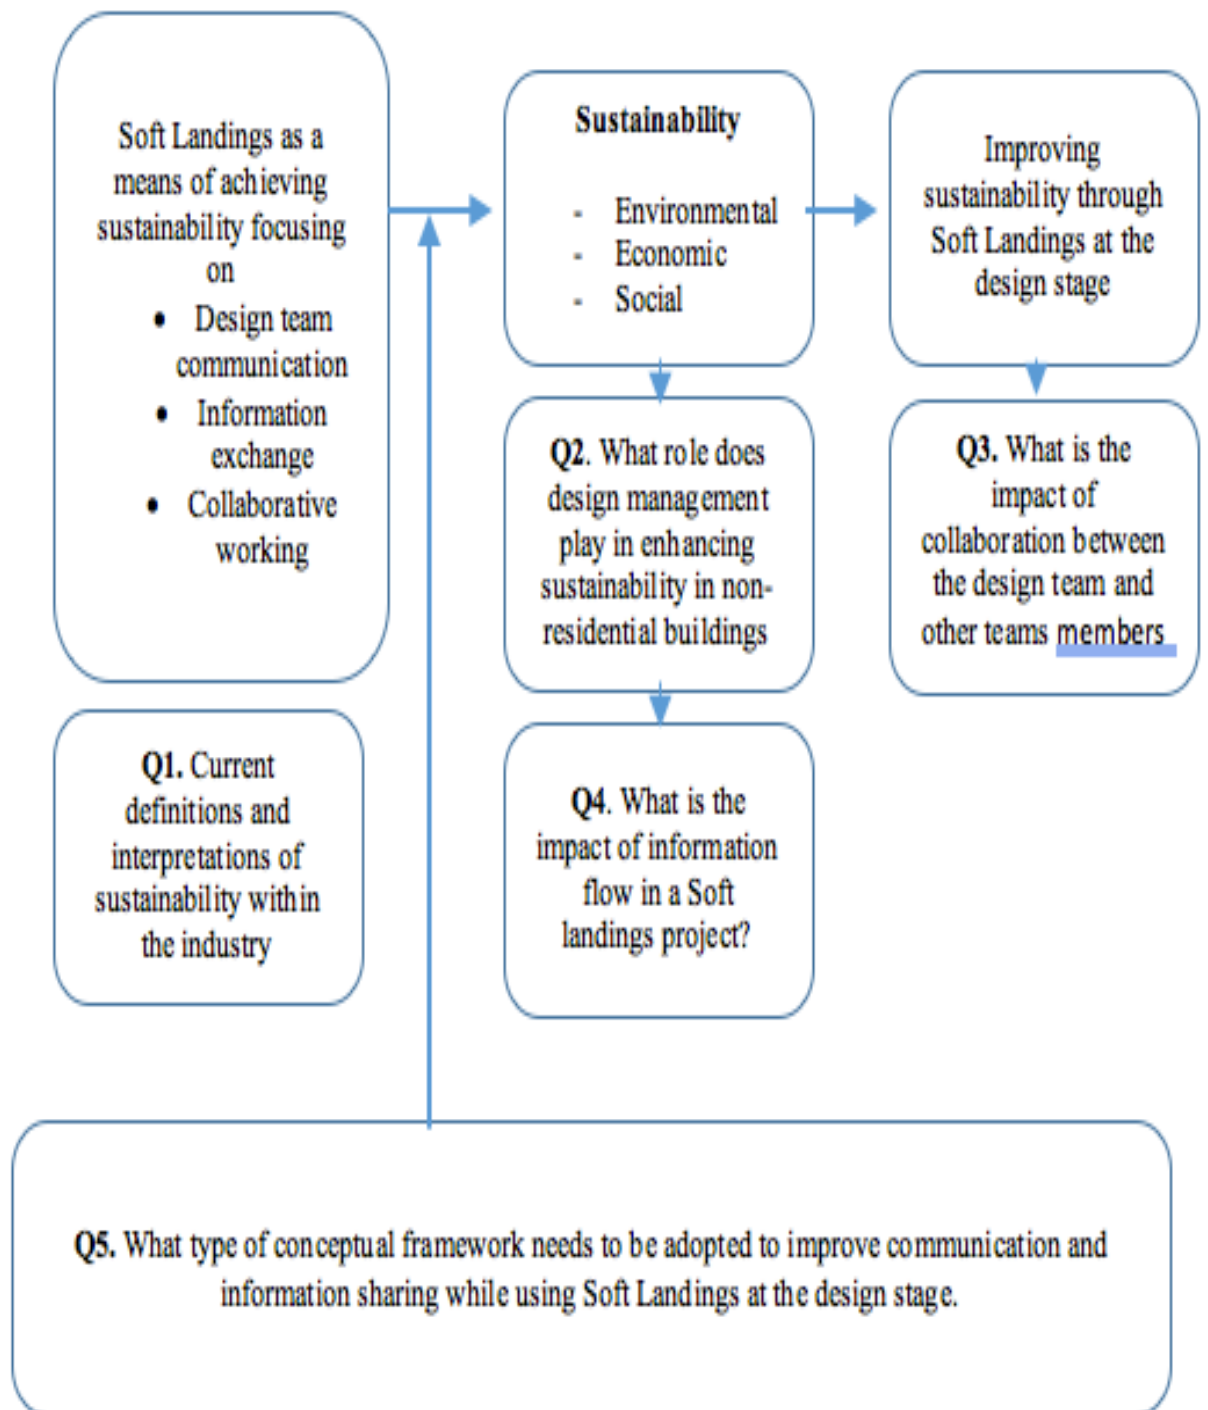 Soft Landings as a
means of achieving
sustainability focusing
on
• Design team
communication
• Information
exchange
• Collaborative
working
Sustainability
- Environmental
- Economic
- Social
Improving
sustainability through
Soft Landings at the
design stage
Q1. Current
definitions and
interpretations of
sustainability within
the industry
Q2. What role does
design management
play in enhancing
sustainability in non-
residential buildings
Q3. What is the
impact of
collaboration between
the design team and
other teams members
Q4. What is the
impact of information
flow in a Soft
landings project?
Q5. What type of conceptual framework needs to be adopted to improve communication and
information sharing while using Soft Landings at the design stage.